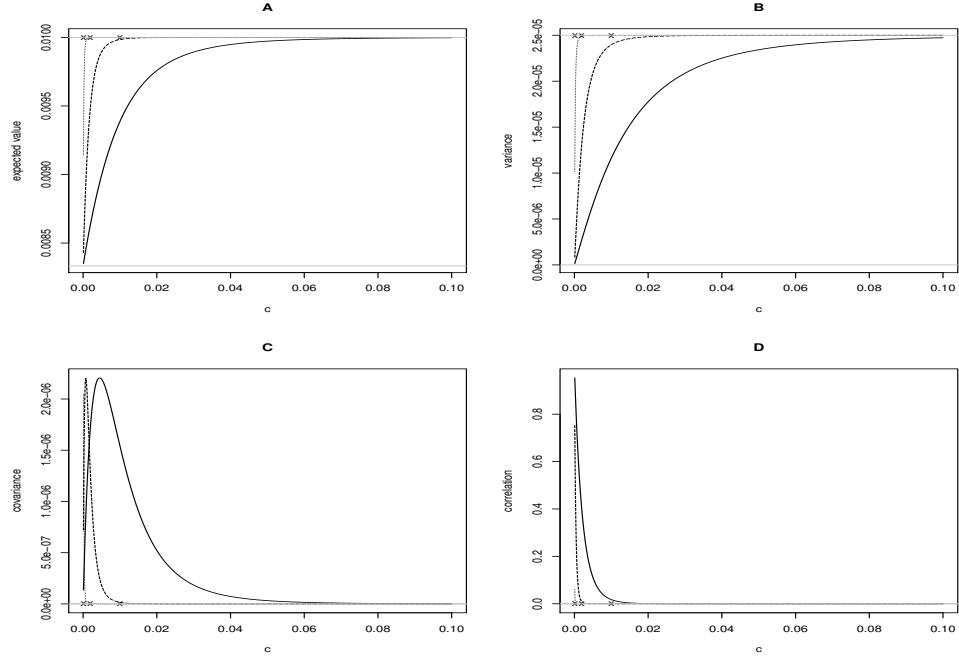 A
expected value
0.0100
0.0095
0.0090
0.0085
0.00 0.02 0.04 0.06 0.08 0.10
c
B
variance
2.5e-05
2.0e-05
1.5e-05
1.0e-05
5.0e-06
0.0e+00
0.00 0.02 0.04 0.06 0.08 0.10
c
C
covariance
2.0e-06
1.5e-06
1.0e-06
5.0e-07
0.0e+00
0.00 0.02 0.04 0.06 0.08 0.10
c
D
correlation
0.8
0.6
0.4
0.2
0.0
0.00 0.02 0.04 0.06 0.08 0.10
c